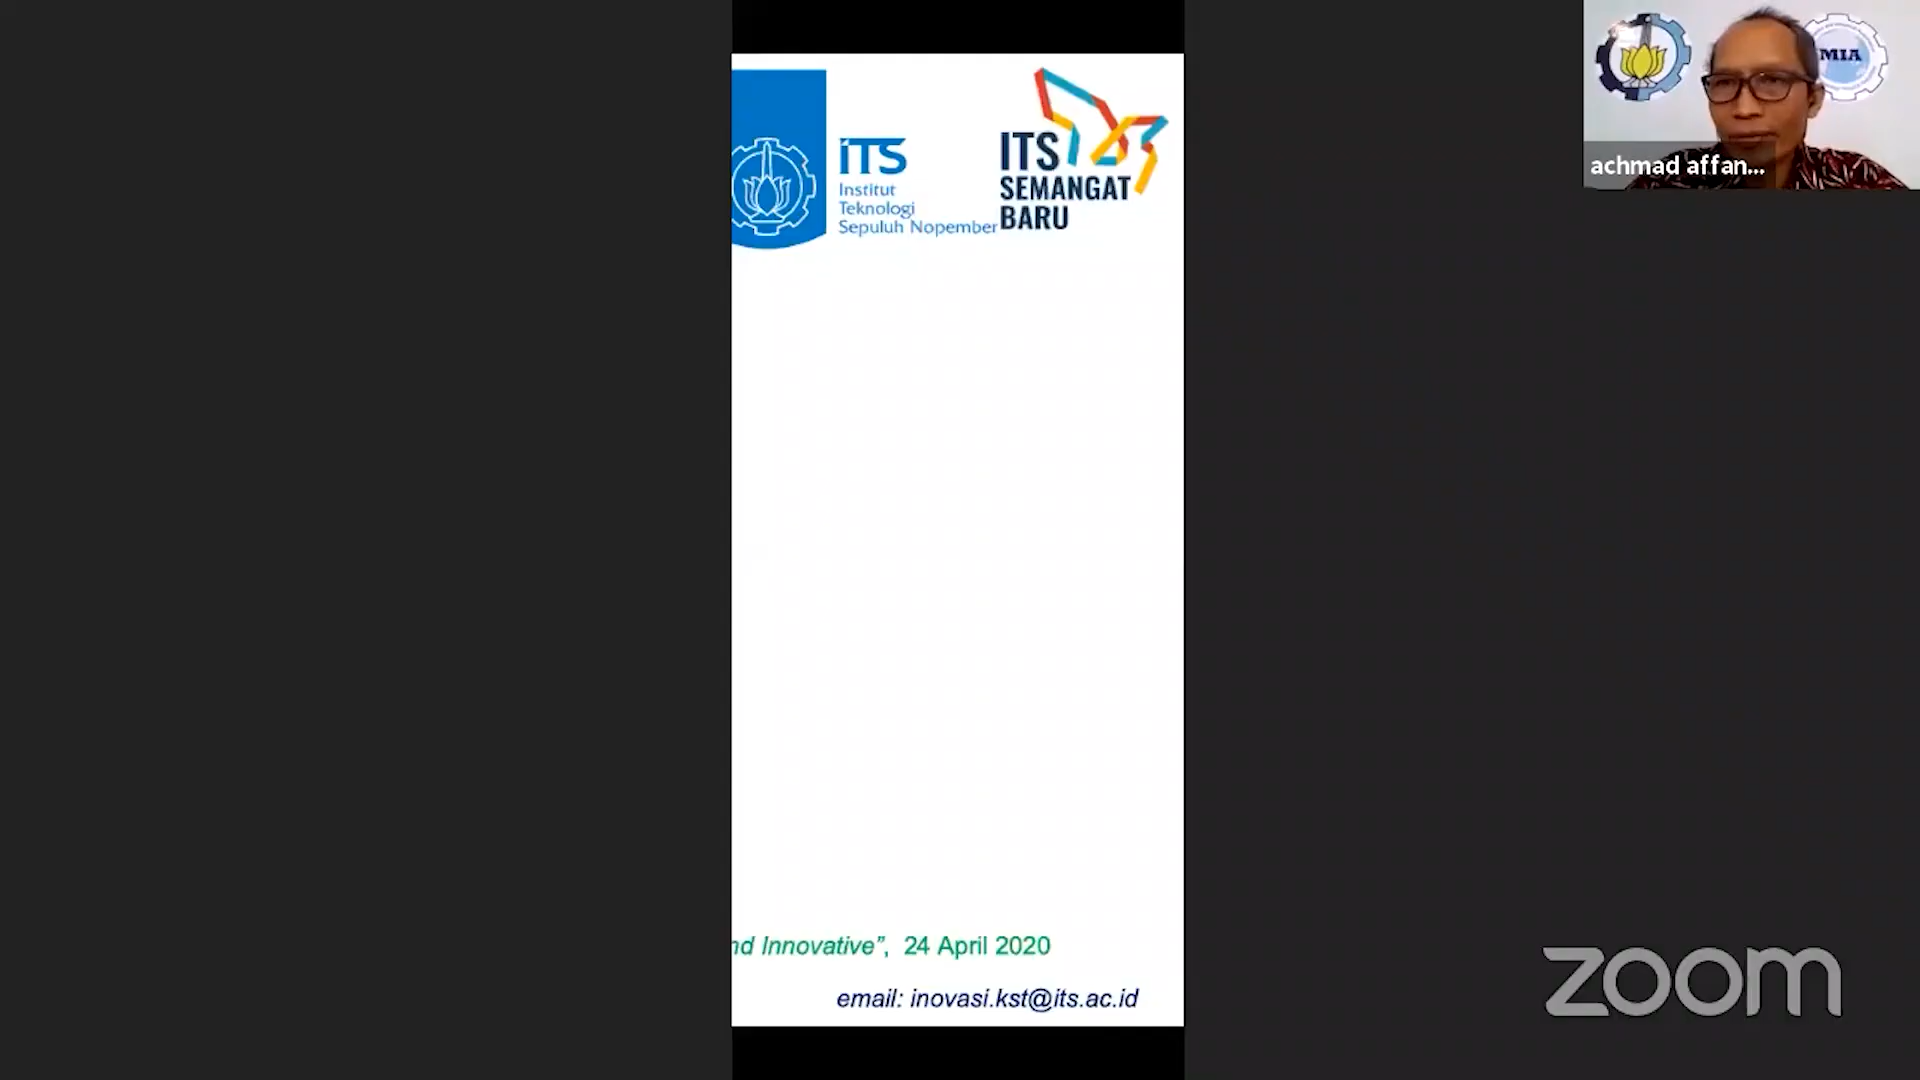 ITS
Institut
Teknologi
Sepuluh Nopember
ITS
SEMANGAT
BARU
MIA
achmad affan...
nd Innovative”, 24 April 2020
email: inovasi.kst@its.ac.id
zoom